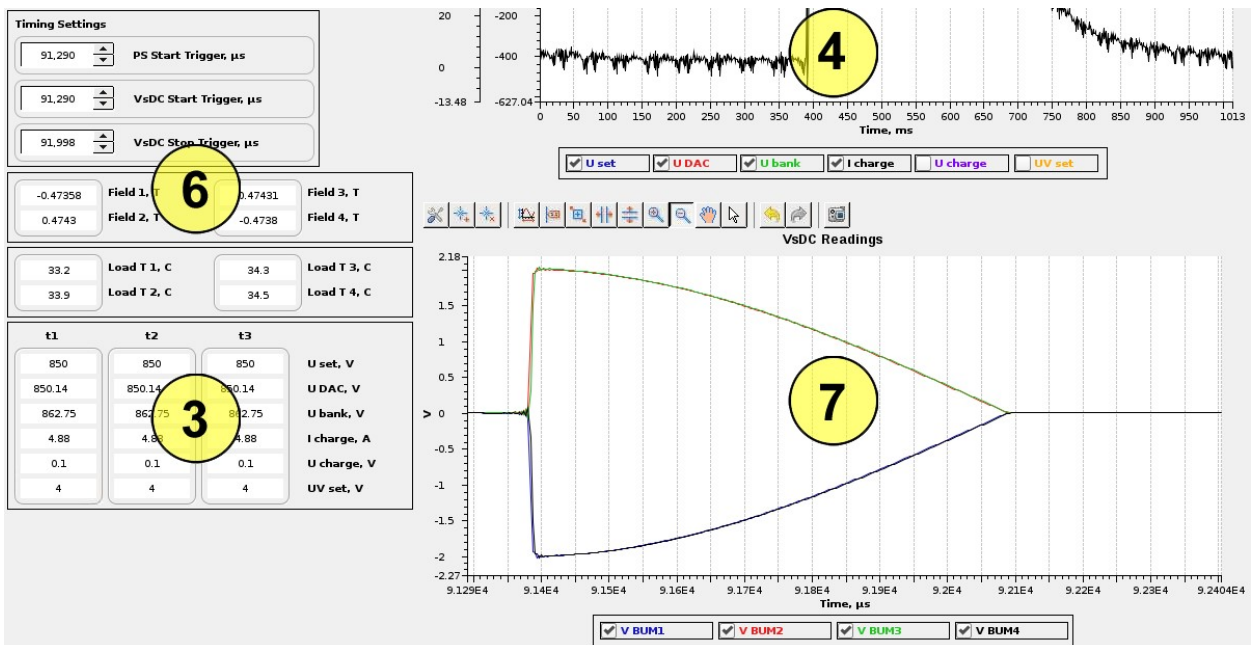 Timing Settings
91,290 PS Start Trigger, μs
91,290 VsDC Start Trigger, μs
91,998 VsDC Stop Trigger, μs
6
-0.47358 Field 1, T 0.47431 Field 3, T
0.4743 Field 2, T -0.4738 Field 4, T
33.2 Load T 1, C 34.3 Load T 3, C
33.9 Load T 2, C 34.5 Load T 4, C
t1 t2 t3
850 850 850 U set, V
850.14 850.14 850.14 U DAC, V
862.75 862.75 862.75 U bank, V
4.88 4.88 4.88 I charge, A
0.1 0.1 0.1 U charge, V
4 4 4 UV set, V
3
20 -200
0 -400
-13.48 -627.04
4
0 50 100 150 200 250 300 350 400 450 500 550 600 650 700 750 800 850 900 950 1013
Time, ms
U set U DAC U bank I charge U charge UV set
VsDC Readings
2.18
1.5
1
0.5
V 0
-0.5
-1
-1.5
-2
-2.27
7
9.129E4 9.14E4 9.15E4 9.16E4 9.17E4 9.18E4 9.19E4 9.2E4 9.21E4 9.22E4 9.23E4 9.2404E4
Time, μs
V BUM1 V BUM2 V BUM3 V BUM4